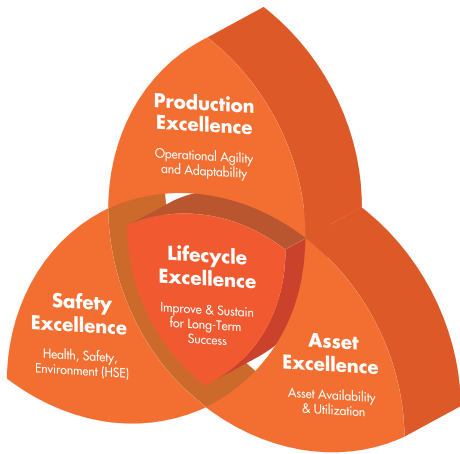 Production
Excellence
Operational Agility
and Adaptability
Lifecycle
Excellence
Improve & Sustain
for Long-Term
Success
Safety
Excellence
Health, Safety,
Environment (HSE)
Asset
Excellence
Asset Availability
& Utilization